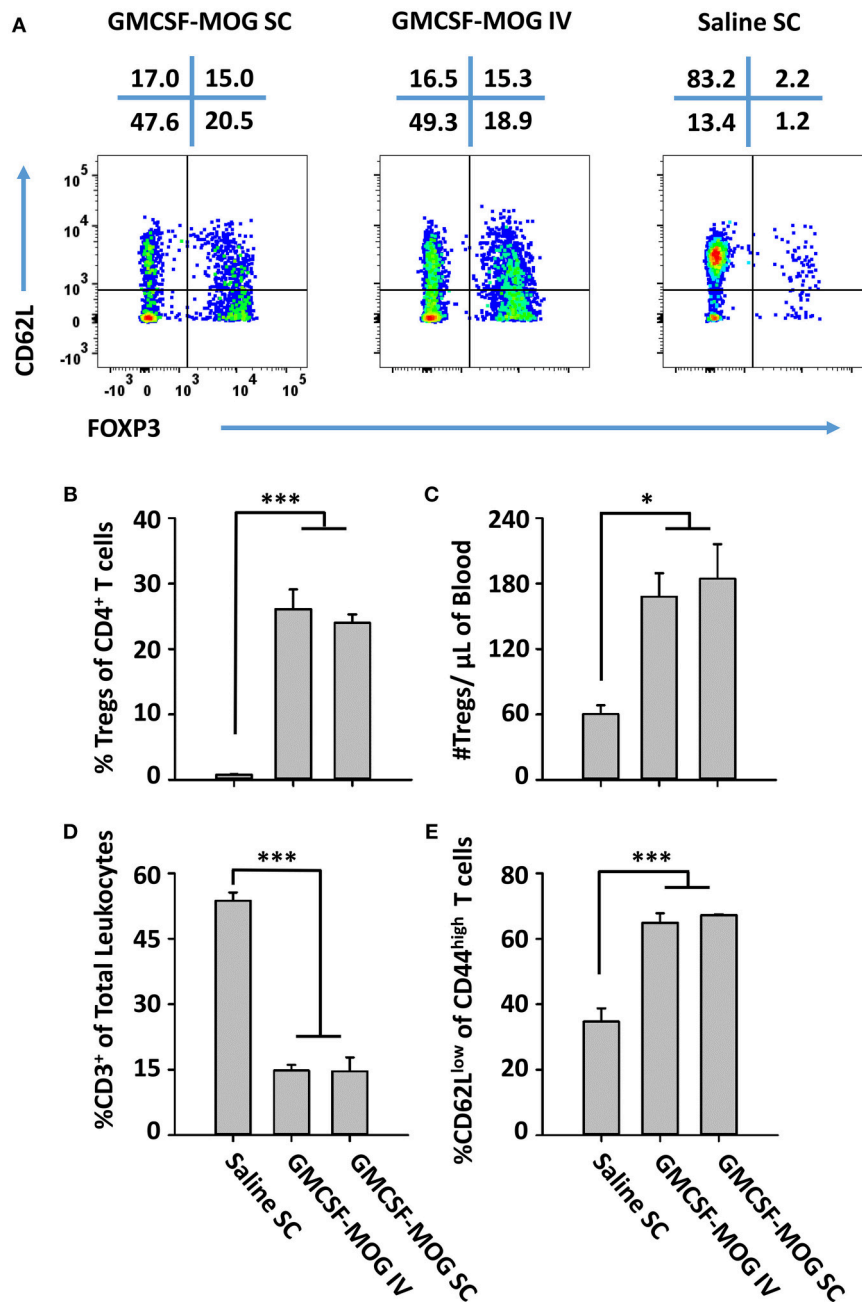 A
GMCSF-MOG SC
GMCSF-MOG IV
Saline SC
17.0 15.0
16.5 15.3
83.2 2.2
47.6 20.5
49.3 18.9
13.4 1.2
CD62L
10^5
10^4
10^3
0
-10^3
-10^3 0 10^3 10^4 10^5
FOXP3
B
***
% Tregs of CD4⁺ T cells
40
30
20
10
0
C
*
#Tregs/ µL of Blood
240
180
120
60
0
D
***
%CD3⁺ of Total Leukocytes
60
45
30
15
0
Saline SC
GMCSF-MOG IV
GMCSF-MOG SC
E
***
%CD62L^low of CD44^high T cells
80
60
40
20
0
Saline SC
GMCSF-MOG IV
GMCSF-MOG SC